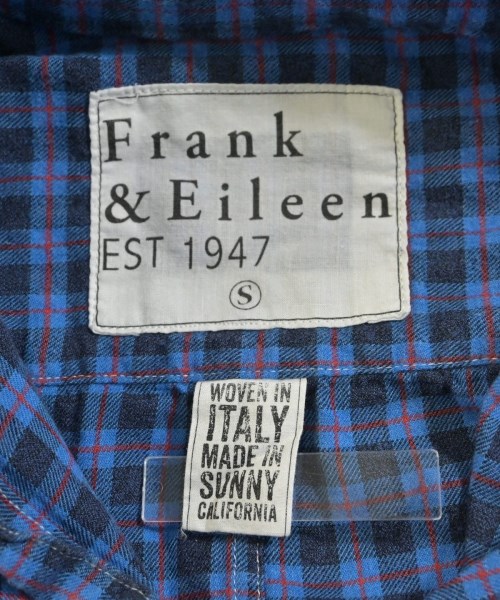 Frank
& Eileen
EST 1947
S
WOVEN IN
ITALY
MADE IN
SUNNY
CALIFORNIA